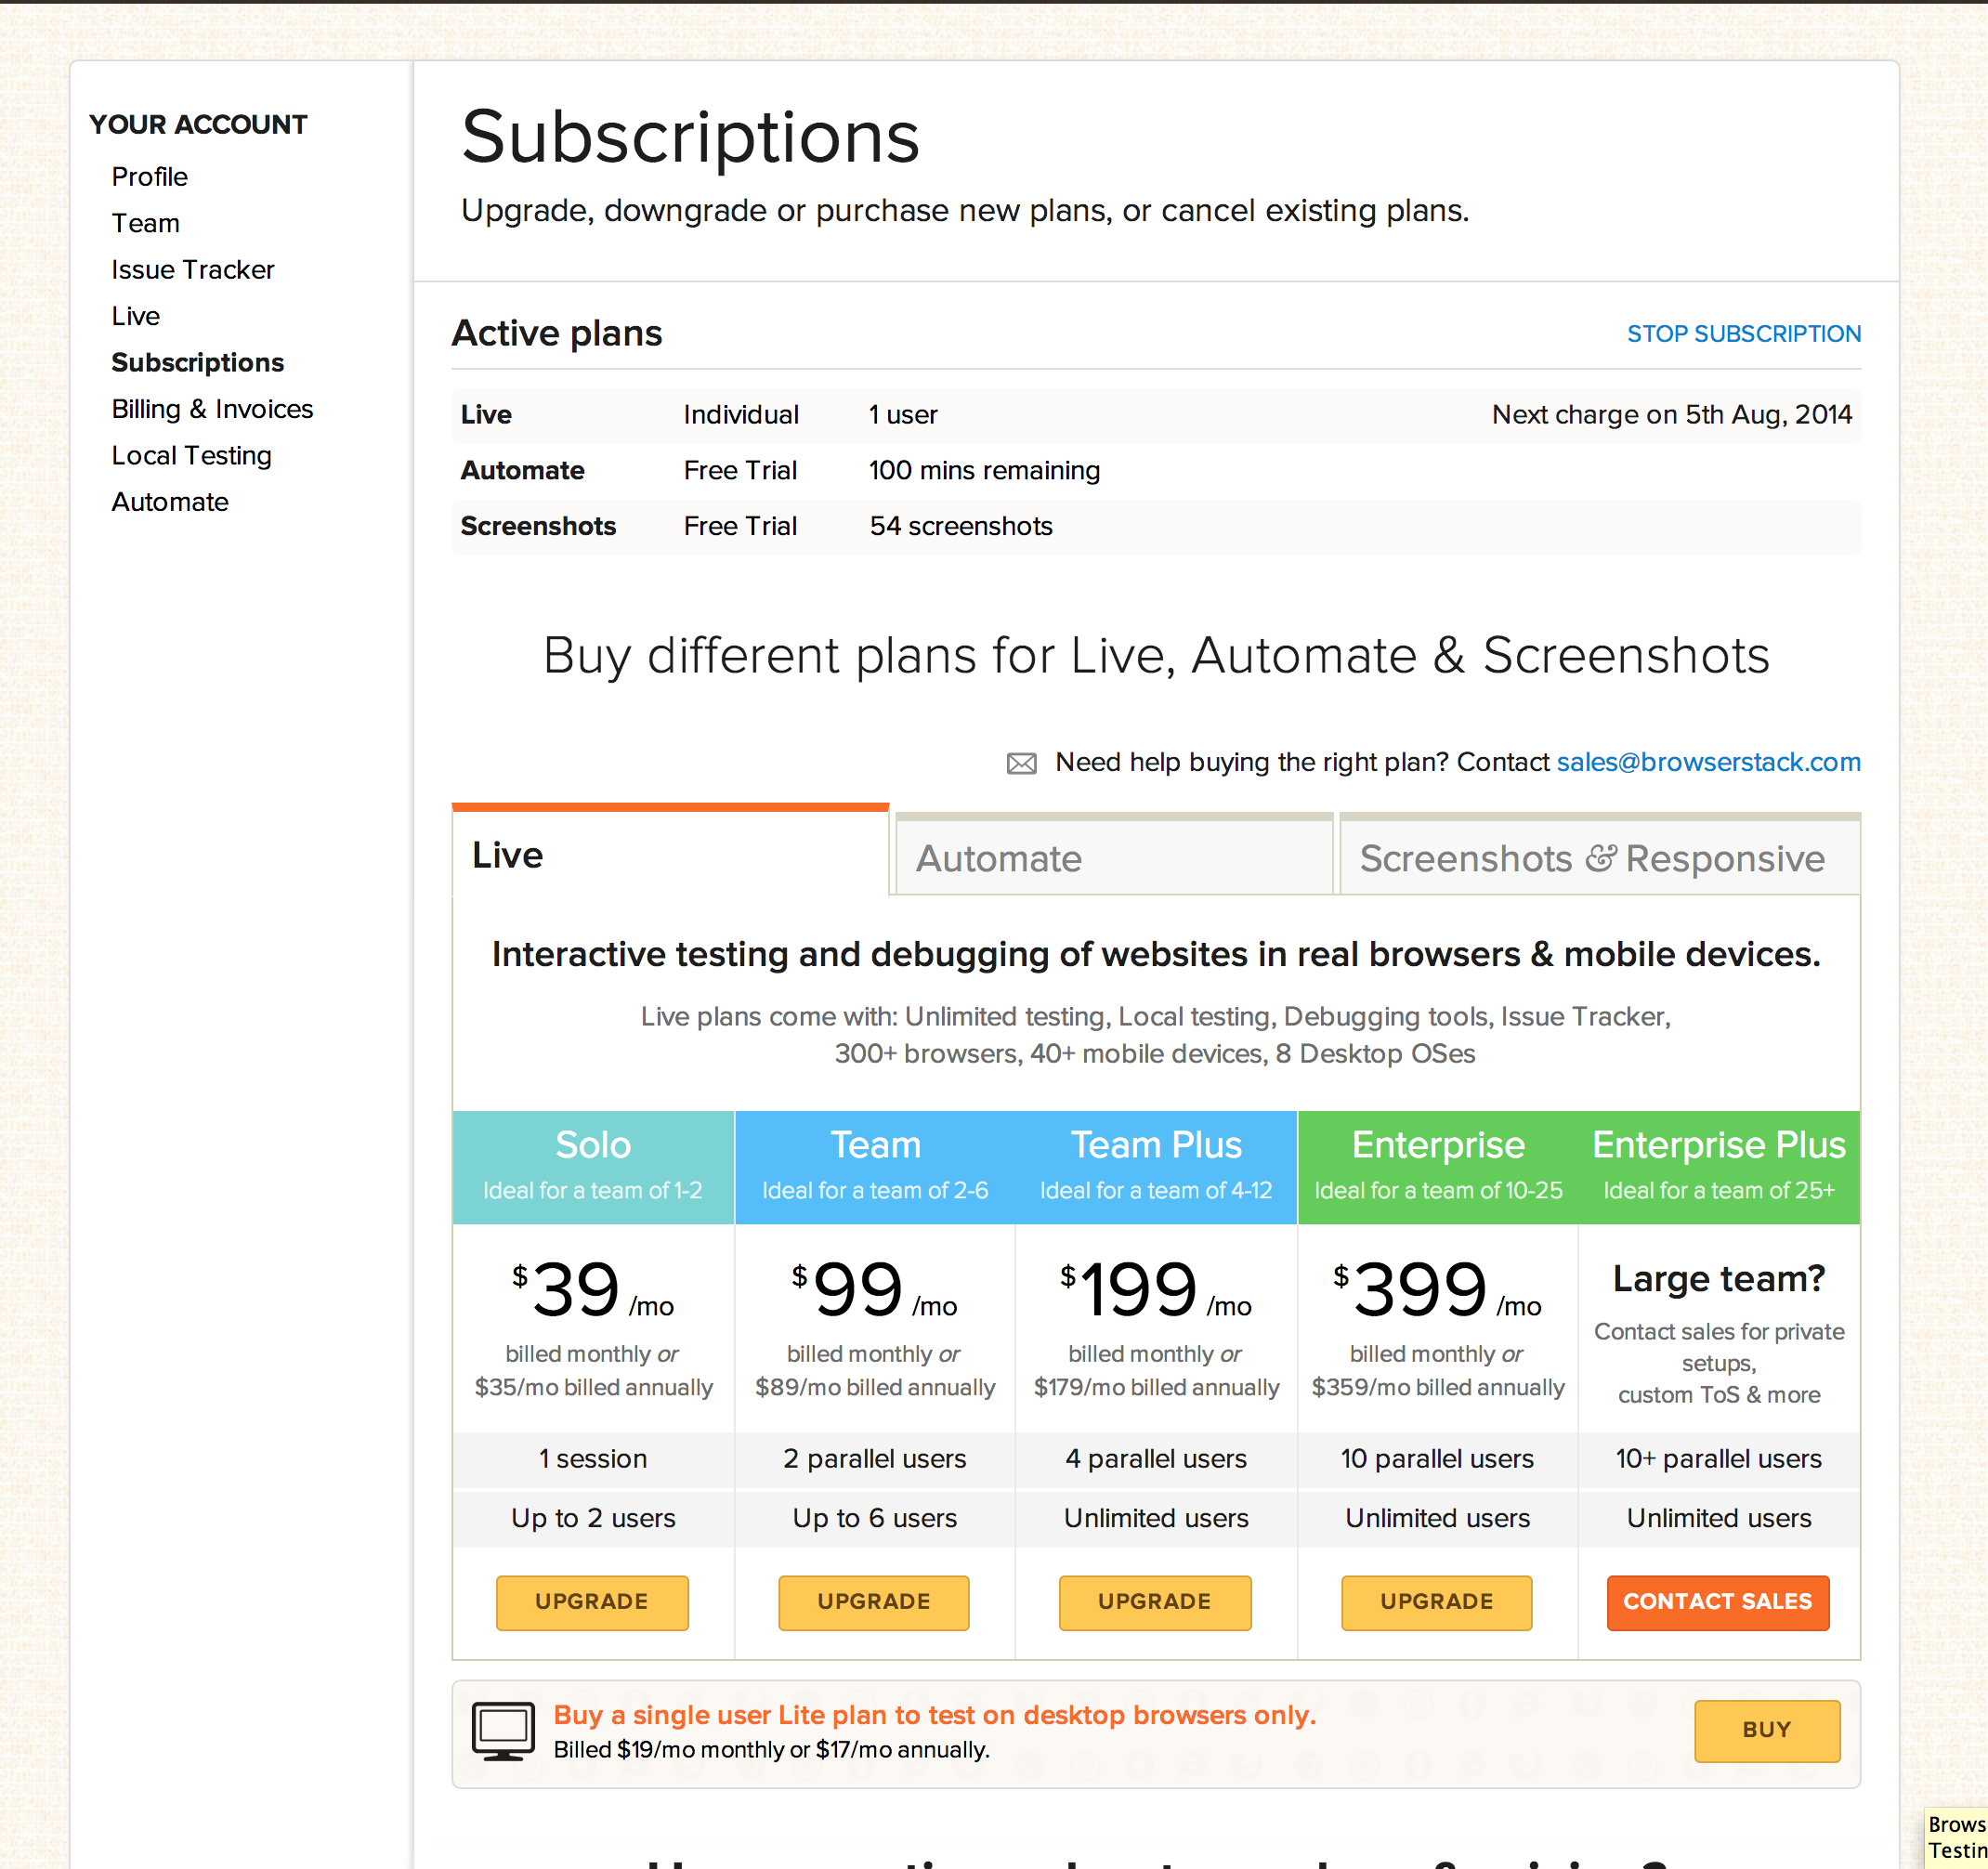 YOUR ACCOUNT
Profile
Team
Issue Tracker
Live
Subscriptions
Billing & Invoices
Local Testing
Automate
Subscriptions
Upgrade, downgrade or purchase new plans, or cancel existing plans.
Active plans
STOP SUBSCRIPTION
Live Individual 1 user Next charge on 5th Aug, 2014
Automate Free Trial 100 mins remaining
Screenshots Free Trial 54 screenshots
Buy different plans for Live, Automate & Screenshots
Need help buying the right plan? Contact sales@browserstack.com
Live
Automate
Screenshots & Responsive
Interactive testing and debugging of websites in real browsers & mobile devices.
Live plans come with: Unlimited testing, Local testing, Debugging tools, Issue Tracker,
300+ browsers, 40+ mobile devices, 8 Desktop OSes
Solo
Ideal for a team of 1-2
$39 /mo
billed monthly or
$35/mo billed annually
1 session
Up to 2 users
UPGRADE
Team
Ideal for a team of 2-6
$99 /mo
billed monthly or
$89/mo billed annually
2 parallel users
Up to 6 users
UPGRADE
Team Plus
Ideal for a team of 4-12
$199 /mo
billed monthly or
$179/mo billed annually
4 parallel users
Unlimited users
UPGRADE
Enterprise
Ideal for a team of 10-25
$399 /mo
billed monthly or
$359/mo billed annually
10 parallel users
Unlimited users
UPGRADE
Enterprise Plus
Ideal for a team of 25+
Large team?
Contact sales for private
setups,
custom ToS & more
10+ parallel users
Unlimited users
CONTACT SALES
Buy a single user Lite plan to test on desktop browsers only.
Billed $19/mo monthly or $17/mo annually.
BUY
Brows
Testin